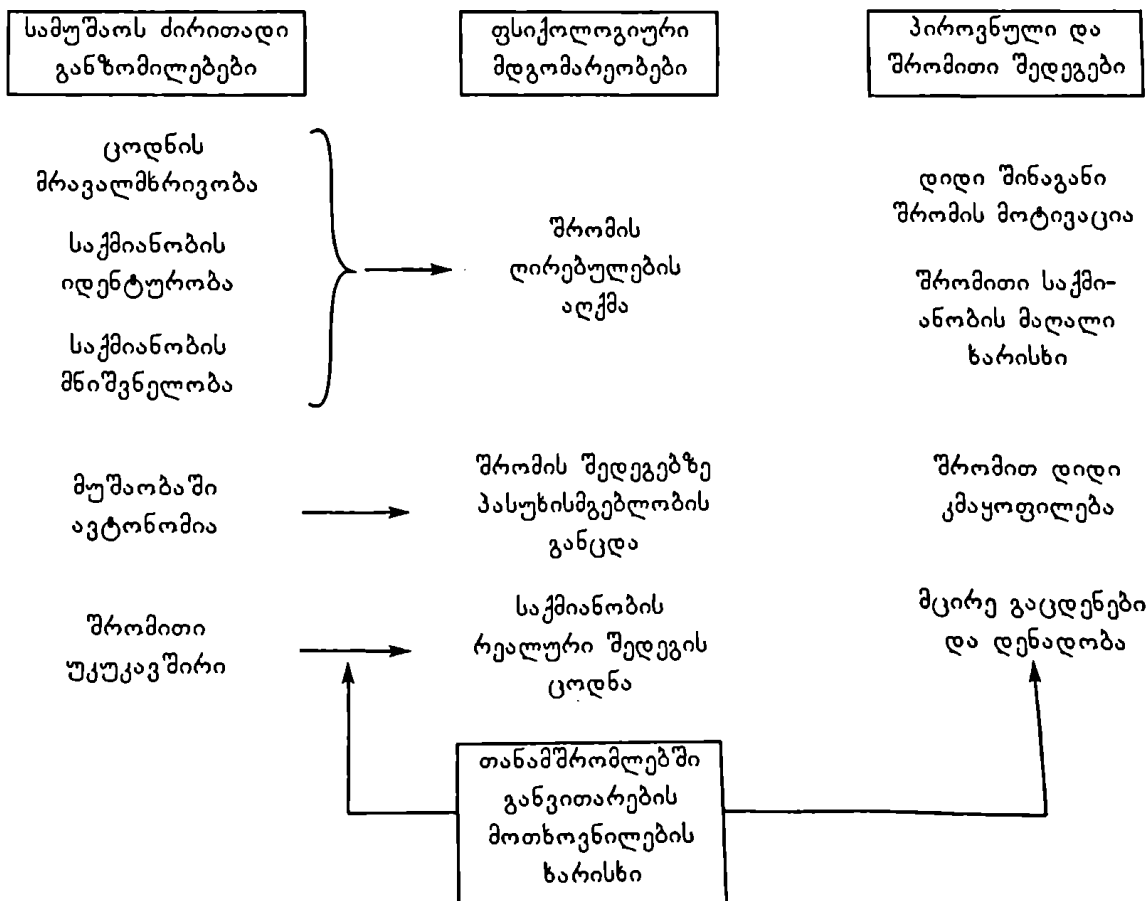 სამუშაოს ძირითადი
განზომილებები
ფსიქოლოგიური
მდგომარეობები
პიროვნული და
შრომითი შედეგები
ცოდნის
მრავალმხრივობა
საქმიანობის
იდენტურობა
საქმიანობის
მნიშვნელობა
შრომის
ღირებულების
აღქმა
დიდი შინაგანი
შრომის მოტივაცია
შრომითი საქმი-
ანობის მაღალი
ხარისხი
მუშაობაში
ავტონომია
შრომის შედეგებზე
პასუხისმგებლობის
განცდა
შრომით დიდი
კმაყოფილება
შრომითი
უკუკავშირი
საქმიანობის
რეალური შედეგის
ცოდნა
მცირე გაცდენები
და დენადობა
თანამშრომლებში
განვითარების
მოთხოვნილების
ხარისხი